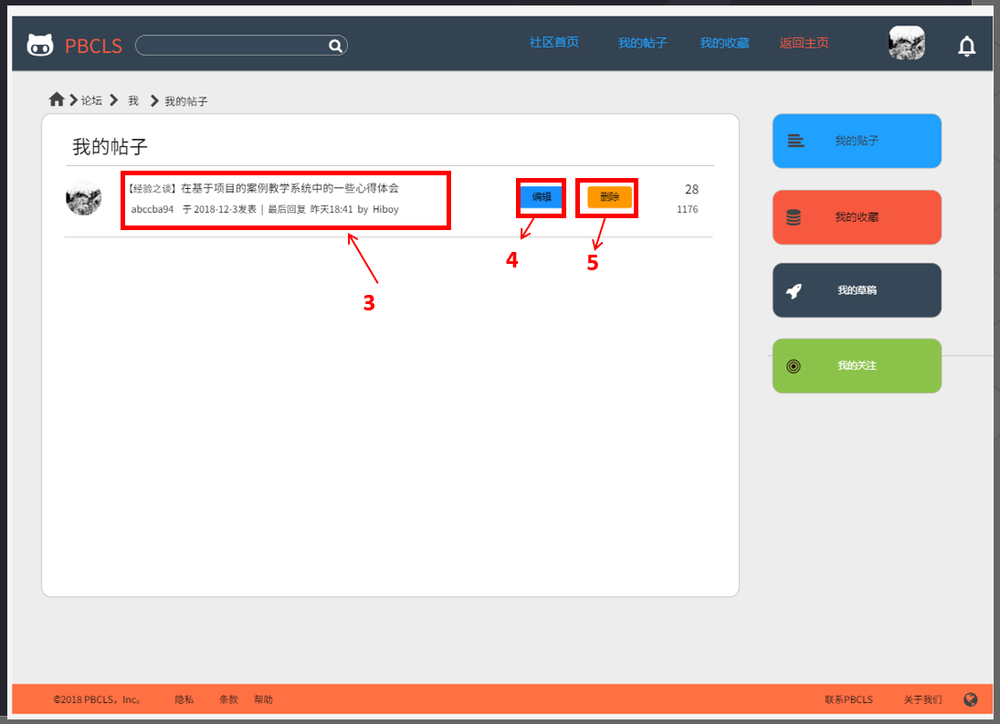 PBCLS
社区首页 我的帖子 我的收藏 返回主页
论坛 我 我的帖子
我的帖子
【经验之谈】在基于项目的案例教学系统中的一些心得体会
abccba94 于 2018-12-3发表 | 最后回复 昨天18:41 by Hiboy
编辑
删除
28
1176
3
4
5
我的贴子
我的收藏
我的草稿
我的关注
©2018 PBCLS，Inc。 隐私 条款 帮助
联系PBCLS 关于我们